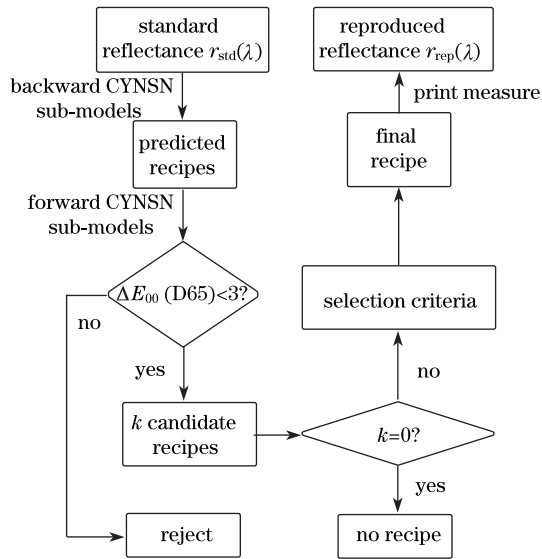 standard
reflectance r_std(λ)
backward CYNSN
sub-models
predicted
recipes
forward CYNSN
sub-models
ΔE₀₀ (D65)<3?
no
yes
k candidate
recipes
reject
reproduced
reflectance r_rep(λ)
print measure
final
recipe
selection criteria
no
k=0?
yes
no recipe